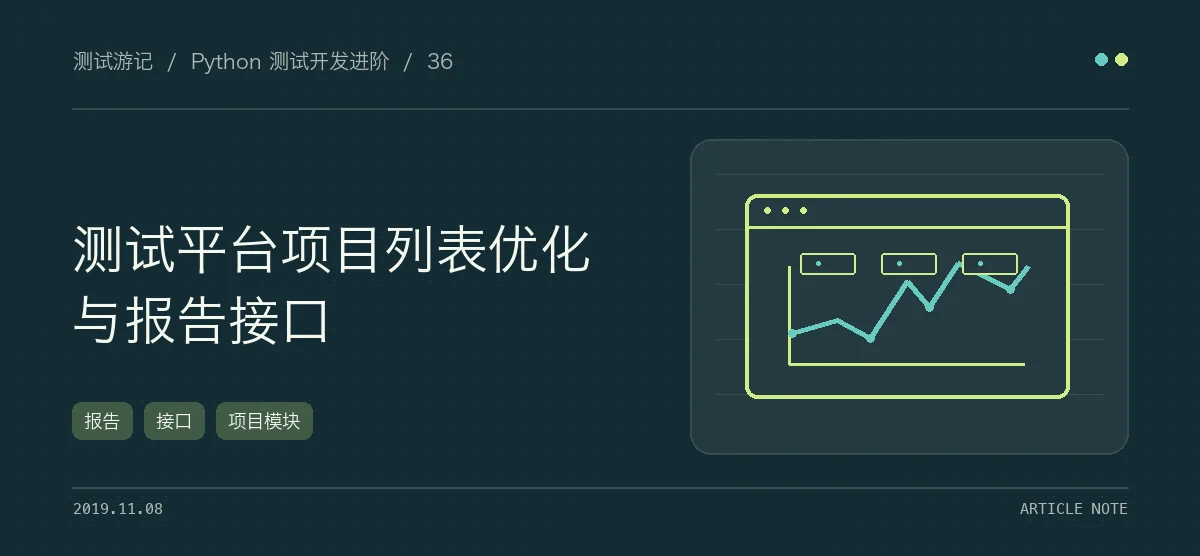 测试游记 / Python 测试开发进阶 / 36
测试平台项目列表优化
与报告接口
报告 接口 项目模块
2019.11.08
ARTICLE NOTE